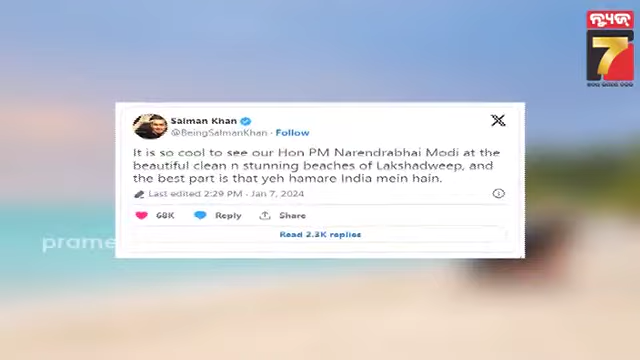 ନ୍ୟୁଜ୍
7
Salman Khan
@BeingSalmanKhan · Follow
It is so cool to see our Hon PM Narendrabhai Modi at the
beautiful clean n stunning beaches of Lakshadweep, and
the best part is that yeh hamare India mein hain.
Last edited 2:29 PM · Jan 7, 2024
68K Reply Share
Read 2.3K replies
prame